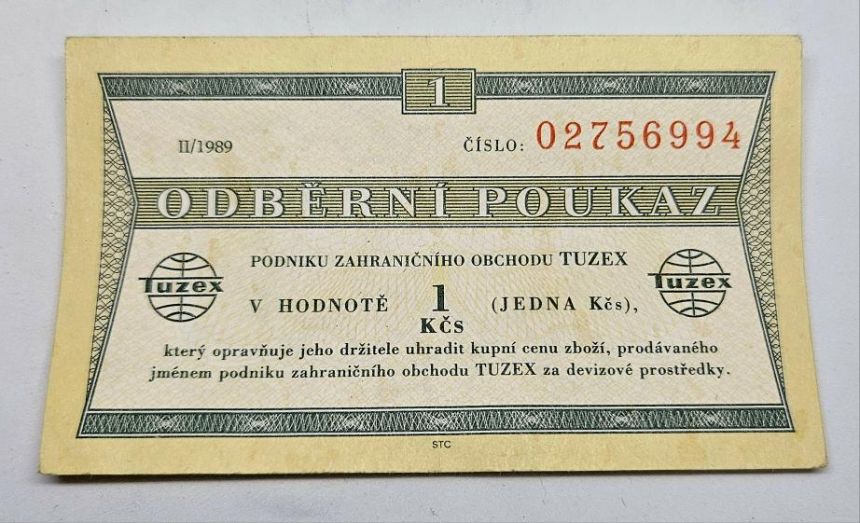 1
II/1989
ČÍSLO: 02756994
ODBĚRNÍ POUKAZ
PODNIKU ZAHRANIČNÍHO OBCHODU TUZEX
Tuzex
V HODNOTĚ 1 (JEDNA Kčs),
KČS
Tuzex
který opravňuje jeho držitele uhradit kupní cenu zboží, prodávaného
jménem podniku zahraničního obchodu TUZEX za devizové prostředky.
STC